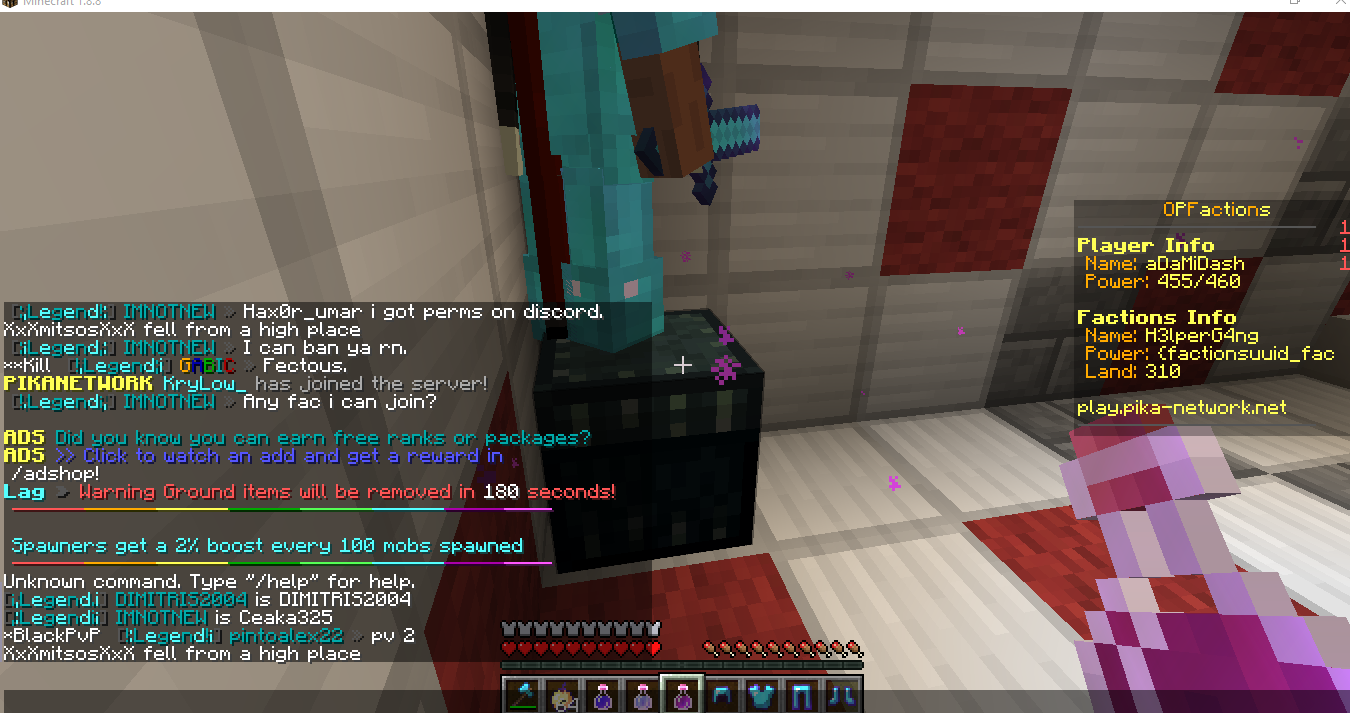 Minecraft 1.8.8
OPFactions
Player Info
Name: aDaMiDash
Power: 455/460
Factions Info
Name: H3lperG4ng
Power: {factionsuuid_fac
Land: 310
play.pika-network.net
1
1
1
[¡Legend¦] IMNOTNEW > Hax0r_umar i got perms on discord.
XxXmitsosXxX fell from a high place
[iLegend¡] IMNOTNEW > I can ban ya rn.
**Kill [¡Legend¡] GABIC > Fectous.
PIKANETWORK KryLow_ has joined the server!
[¡Legend¡] IMNOTNEW > Any fac i can join?
ADS Did you know you can earn free ranks or packages?
ADS >> Click to watch an add and get a reward in
/adshop!
Lag > Warning Ground items will be removed in 180 seconds!
Spawners get a 2% boost every 100 mobs spawned
Unknown command. Type "/help" for help.
[¡Legend.i] DIMITRIS2004 is DIMITRIS2004
[¦Legend¡i] IMNOTNEW is Ceaka325
*BlackPvP [¦Legend¡i] pintoalex22 > pv 2
XxXmitsosXxX fell from a high place
64